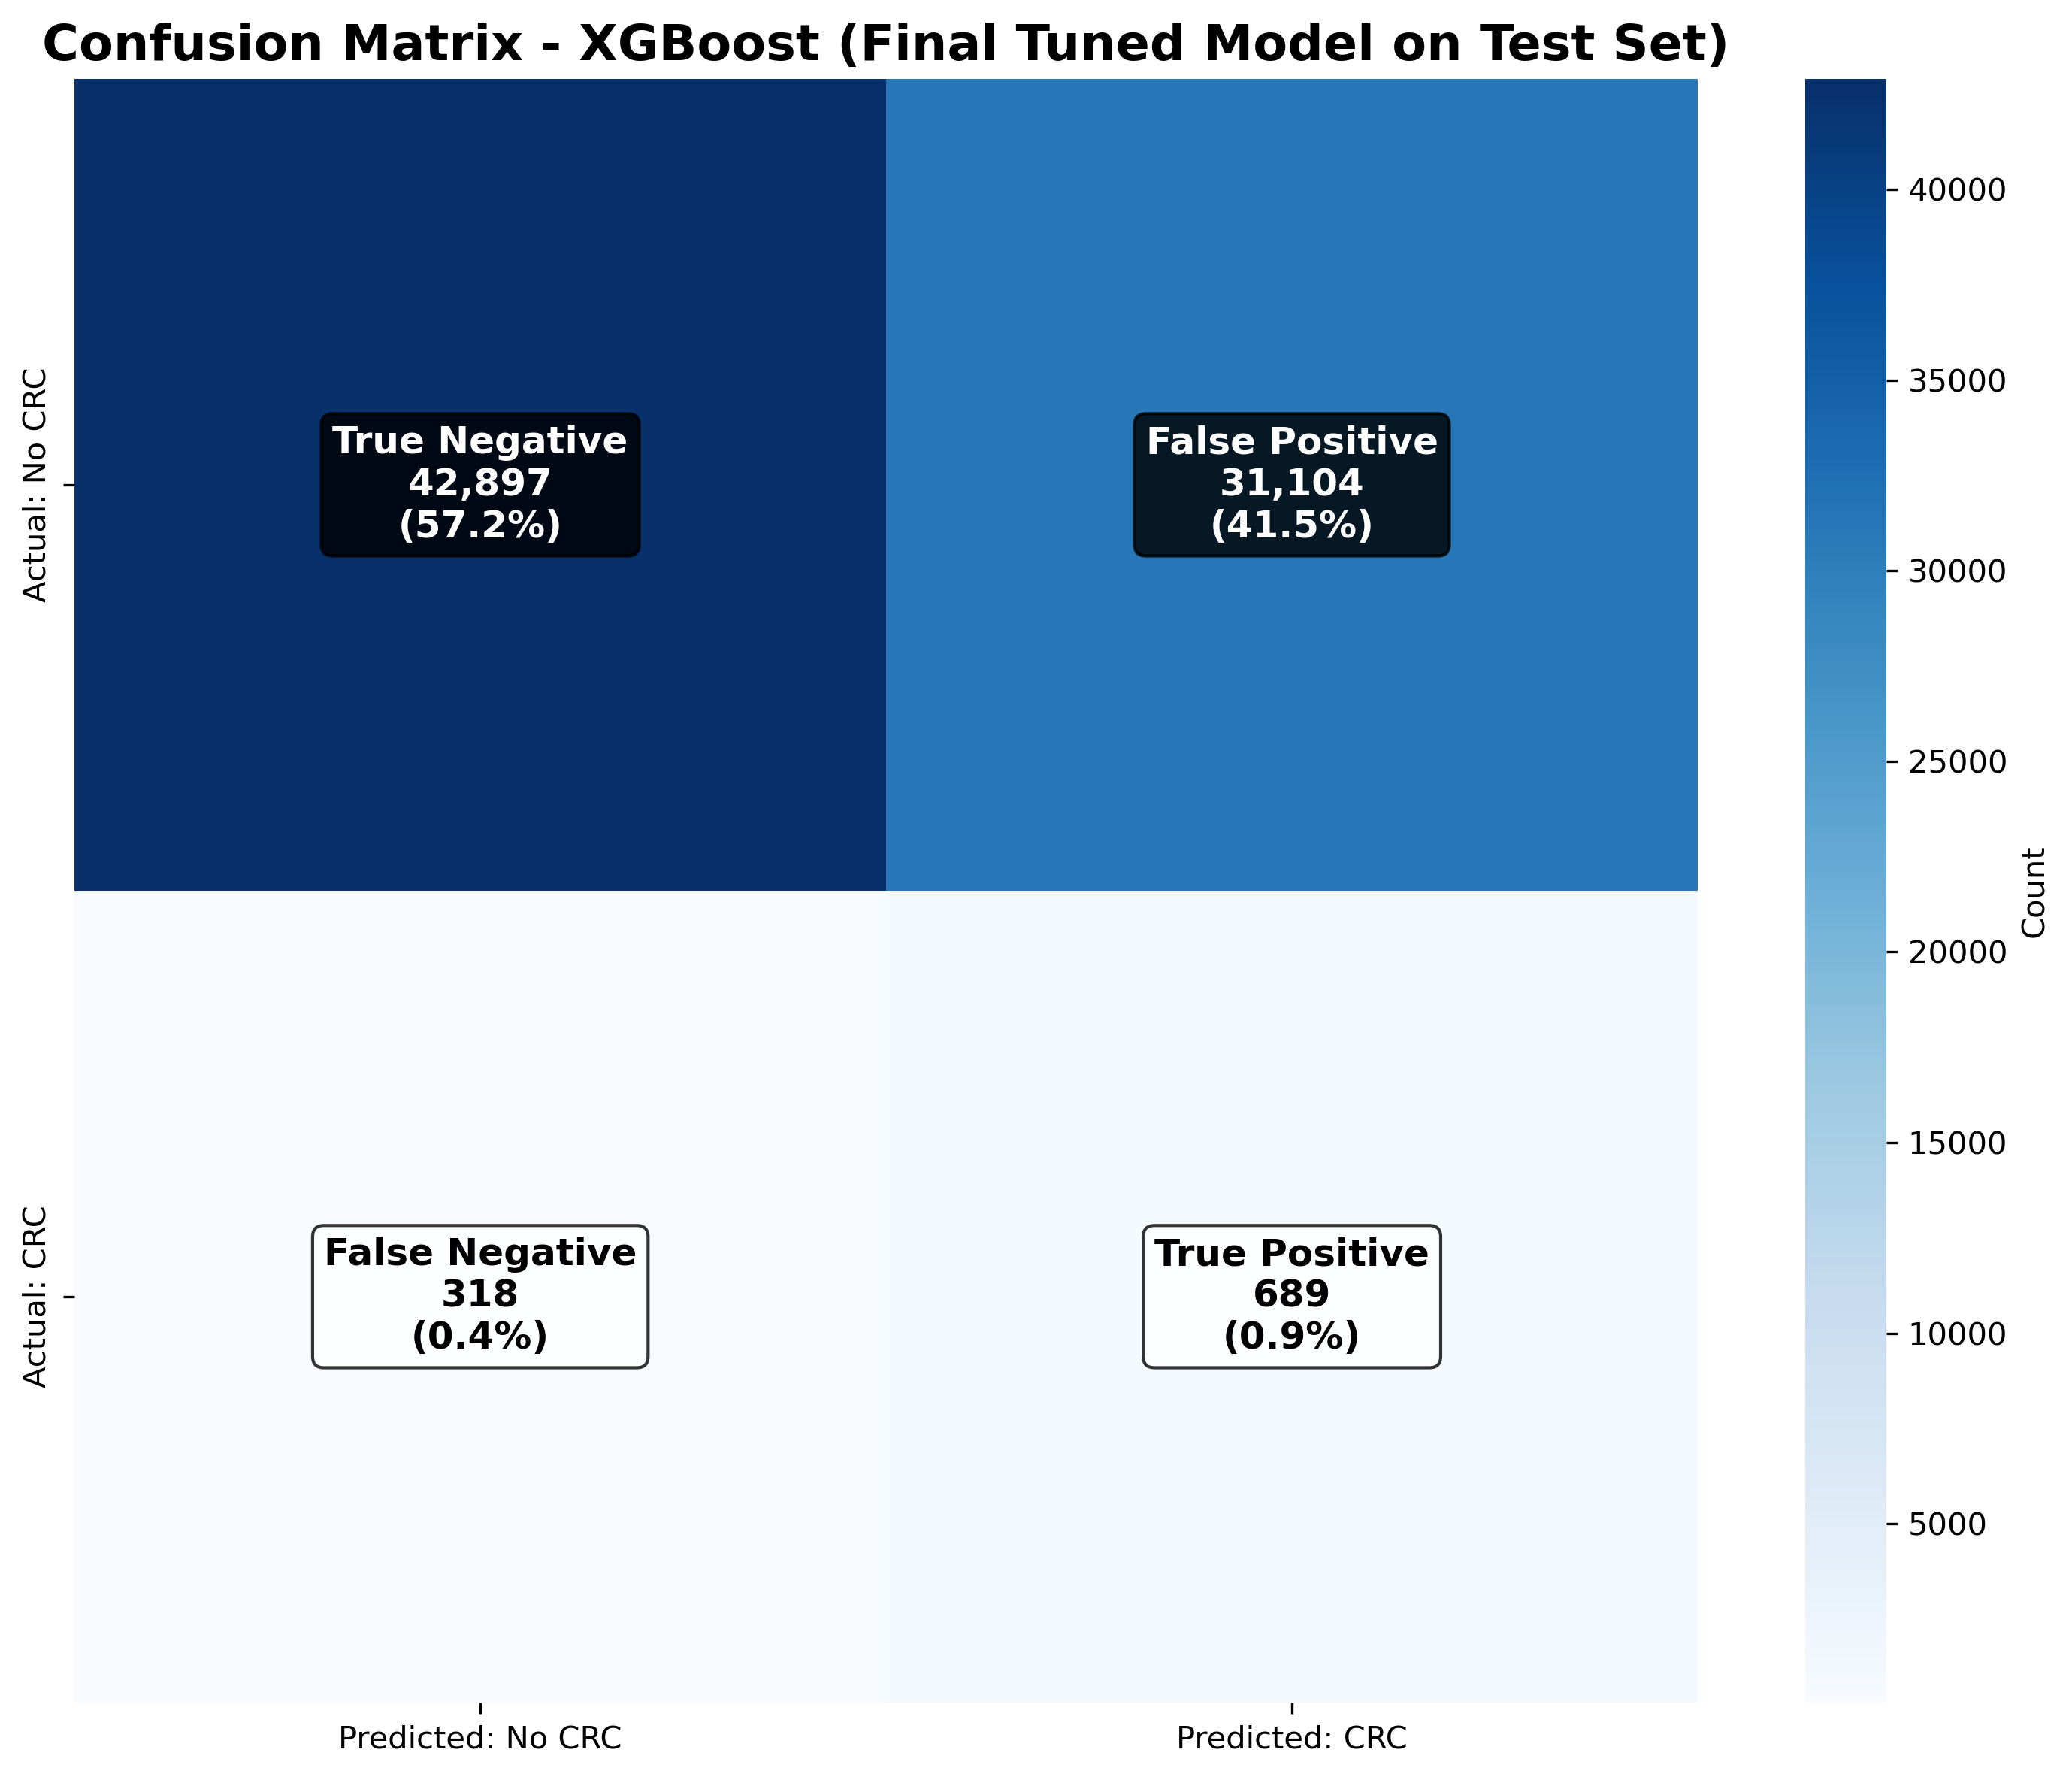 Confusion Matrix - XGBoost (Final Tuned Model on Test Set)
Actual: No CRC
True Negative
42,897
(57.2%)
False Positive
31,104
(41.5%)
Actual: CRC
False Negative
318
(0.4%)
True Positive
689
(0.9%)
Predicted: No CRC
Predicted: CRC
40000
35000
30000
25000
20000
15000
10000
5000
Count